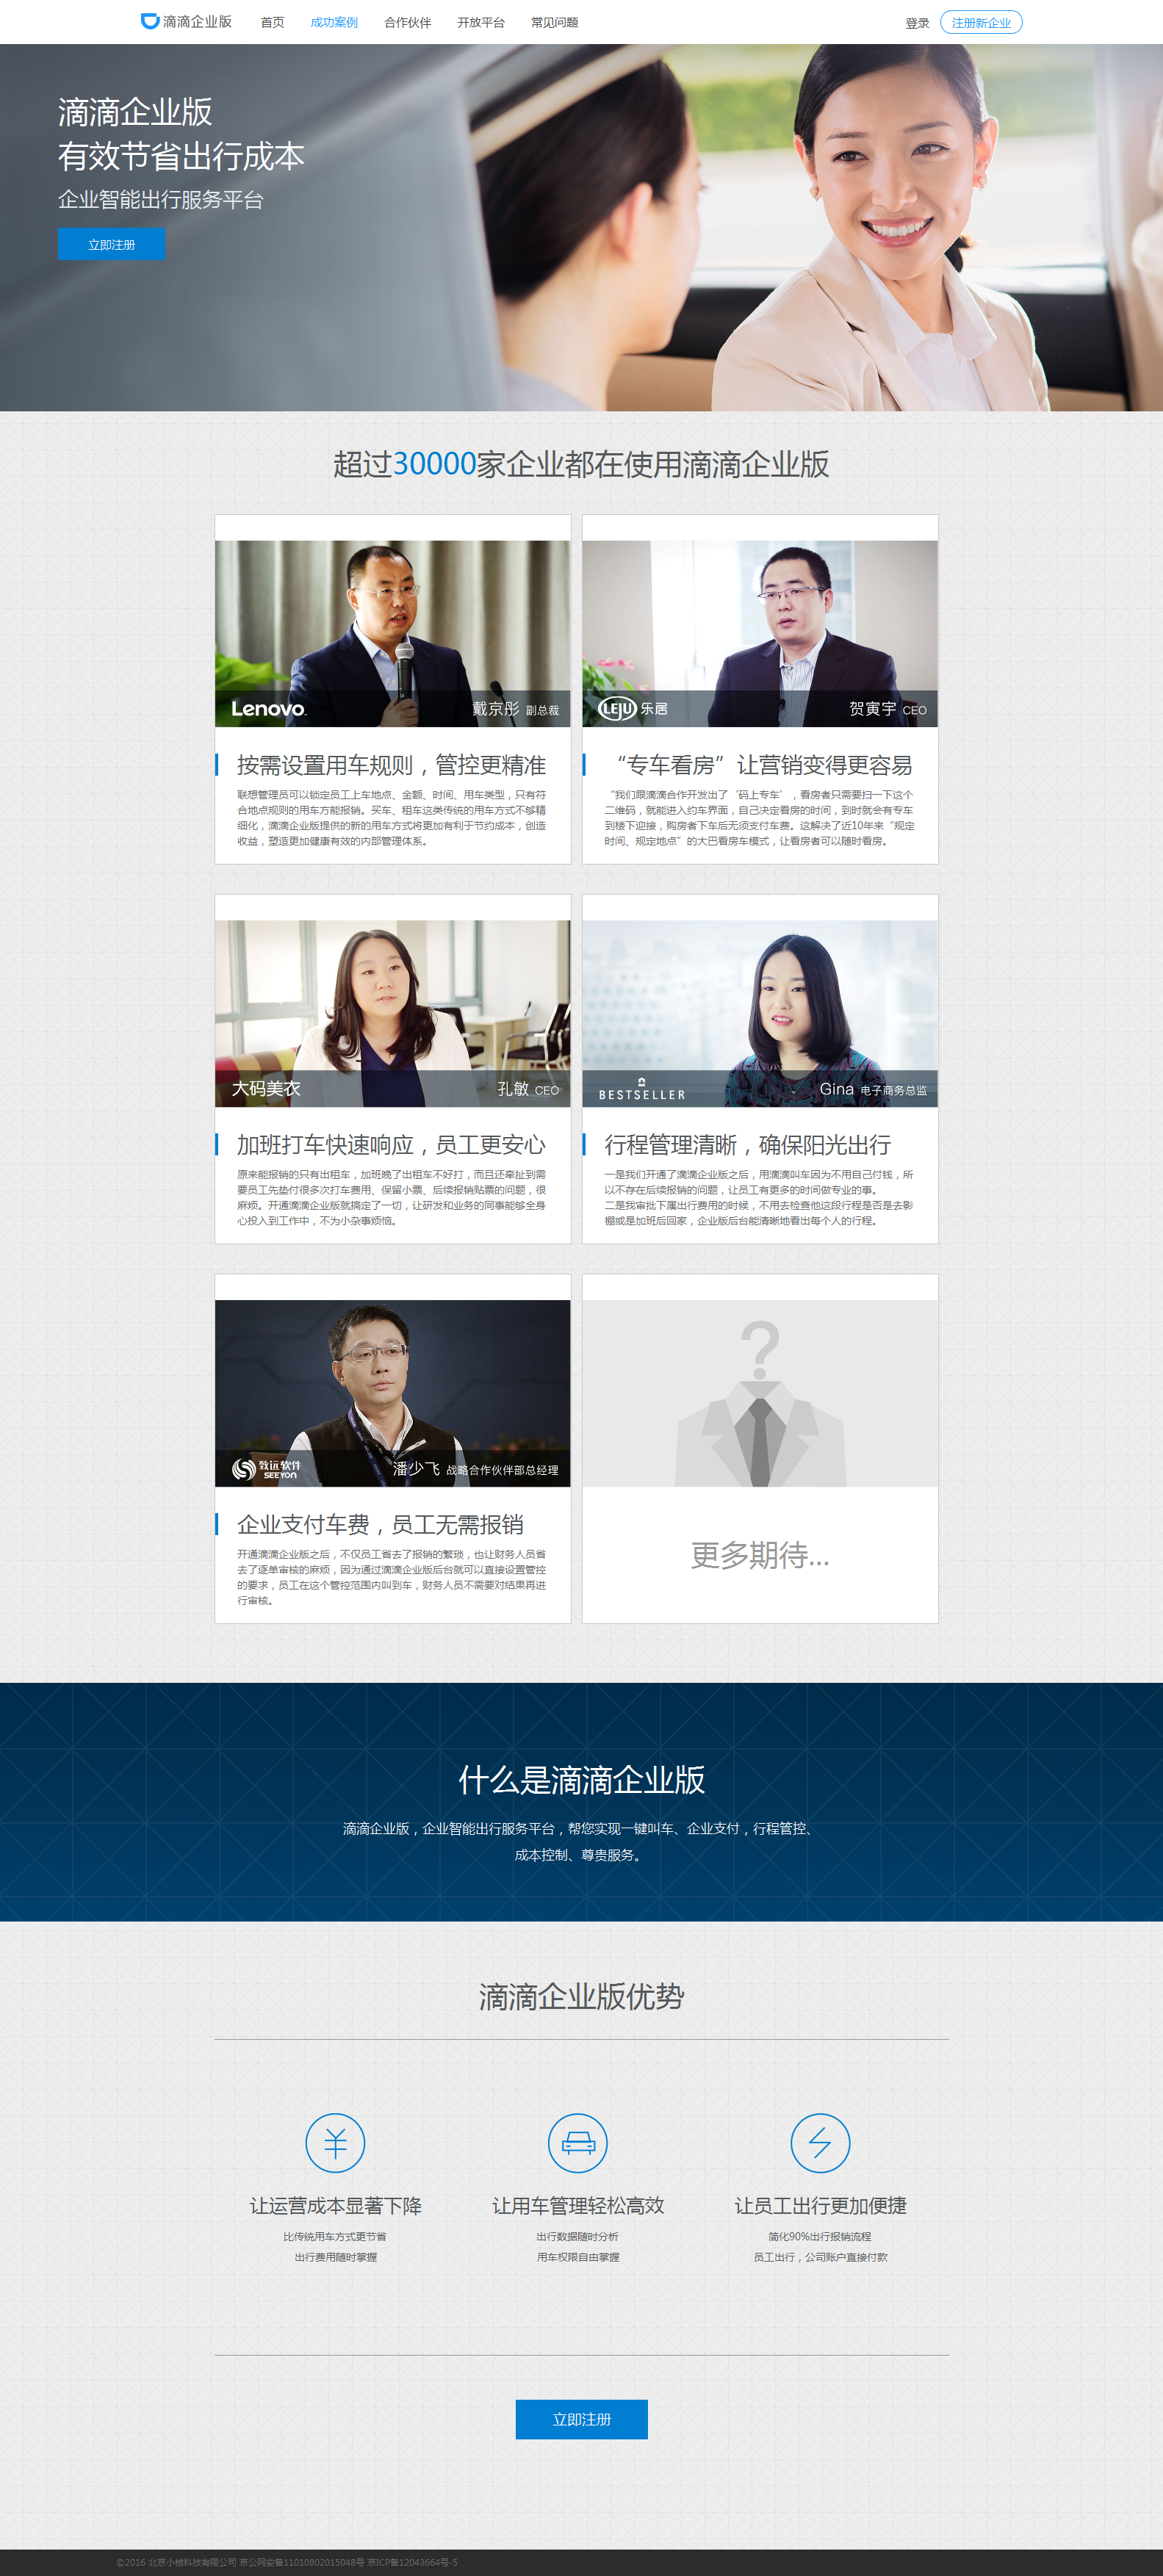 滴滴企业版
首页
成功案例
合作伙伴
开放平台
常见问题
登录
注册新企业
滴滴企业版
有效节省出行成本
企业智能出行服务平台
立即注册
超过30000家企业都在使用滴滴企业版
Lenovo
戴京彤 副总裁
按需设置用车规则，管控更精准
联想管理员可以锁定员工上车地点、金额、时间、用车类型，只有符
合地点规则的用车方能报销。买车、租车这类传统的用车方式不够精
细化，滴滴企业版提供的新的用车方式将更加有利于节约成本，创造
收益，塑造更加健康有效的内部管理体系。
LEJU 乐居
贺寅宇 CEO
“专车看房”让营销变得更容易
“我们跟滴滴合作开发出了‘码上专车’，看房者只需要扫一下这个
二维码，就能进入约车界面，自己决定看房的时间，到时就会有专车
到楼下迎接，购房者下车后无须支付车费。这解决了近10年来“规定
时间、规定地点”的大巴看房车模式，让看房者可以随时看房。
大码美衣
孔敏 CEO
加班打车快速响应，员工更安心
原来能报销的只有出租车，加班晚了出租车不好打，而且还牵扯到需
要员工先垫付很多次打车费用、保留小票、后续报销贴票的问题，很
麻烦。开通滴滴企业版就搞定了一切，让研发和业务的同事能够全身
心投入到工作中，不为小杂事烦恼。
BESTSELLER
Gina 电子商务总监
行程管理清晰，确保阳光出行
一是我们开通了滴滴企业版之后，用滴滴叫车因为不用自己付钱，所
以不存在后续报销的问题，让员工有更多的时间做专业的事。
二是我审批下属出行费用的时候，不用去检查他这段行程是否是去影
棚或是加班后回家，企业版后台能清晰地看出每个人的行程。
致远软件
SEEYON
潘少飞 战略合作伙伴部总经理
企业支付车费，员工无需报销
开通滴滴企业版之后，不仅员工省去了报销的繁琐，也让财务人员省
去了逐单审核的麻烦，因为通过滴滴企业版后台就可以直接设置管控
的要求，员工在这个管控范围内叫到车，财务人员不需要对结果再进
行审核。
?
更多期待...
什么是滴滴企业版
滴滴企业版，企业智能出行服务平台，帮您实现一键叫车、企业支付，行程管控、
成本控制、尊贵服务。
滴滴企业版优势
让运营成本显著下降
比传统用车方式更节省
出行费用随时掌握
让用车管理轻松高效
出行数据随时分析
用车权限自由掌握
让员工出行更加便捷
简化90%出行报销流程
员工出行，公司账户直接付款
立即注册
©2016 北京小桔科技有限公司 京公网安备11010802015048号 京ICP备12043664号-5